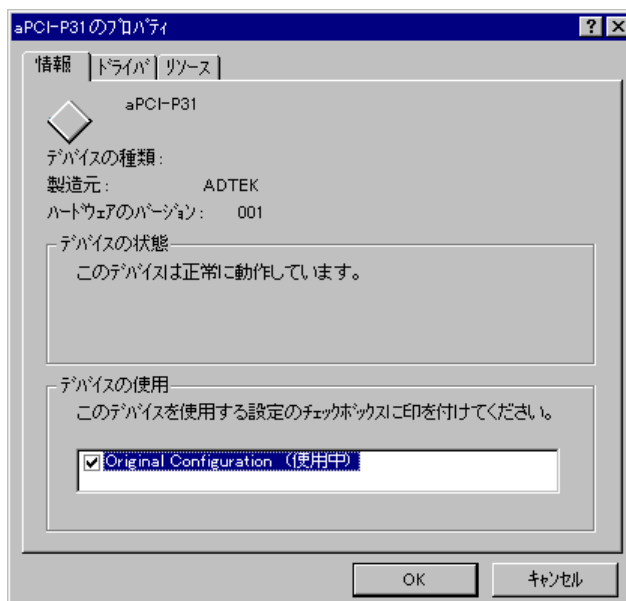 aPCI-P31のﾌﾟﾛﾊﾟﾃｨ
情報 ﾄﾞﾗｲﾊﾞ ﾘｿｰｽ
aPCI-P31
ﾃﾞﾊﾞｲｽの種類:
製造元: ADTEK
ﾊｰﾄﾞｳｪｱのﾊﾞｰｼﾞｮﾝ: 001
ﾃﾞﾊﾞｲｽの状態
このﾃﾞﾊﾞｲｽは正常に動作しています。
ﾃﾞﾊﾞｲｽの使用
このﾃﾞﾊﾞｲｽを使用する設定のﾁｪｯｸﾎﾞｯｸｽに印を付けてください。
Original Configuration （使用中）
OK ｷｬﾝｾﾙ